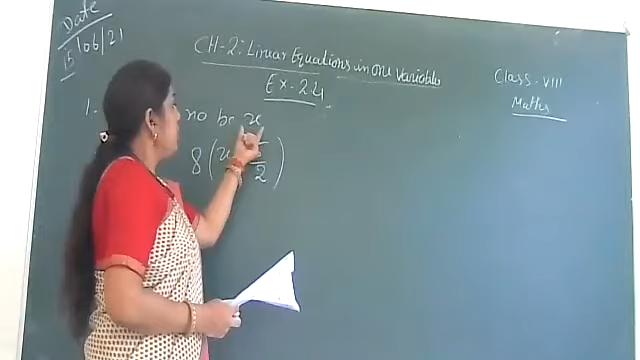 Date
15/06/21
CH-2: Linear Equations in one Variable
Ex-2.4
Class-VIII
Maths
1. no be x
8(x 5/2)